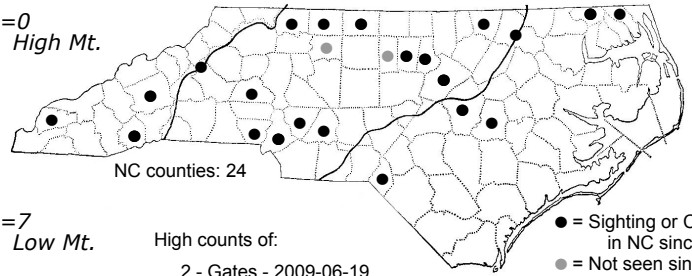 =0
High Mt.
NC counties: 24
=7
Low Mt.
High counts of:
2 - Gates - 2009-06-19
● = Sighting or
in NC sinc
● = Not seen sin